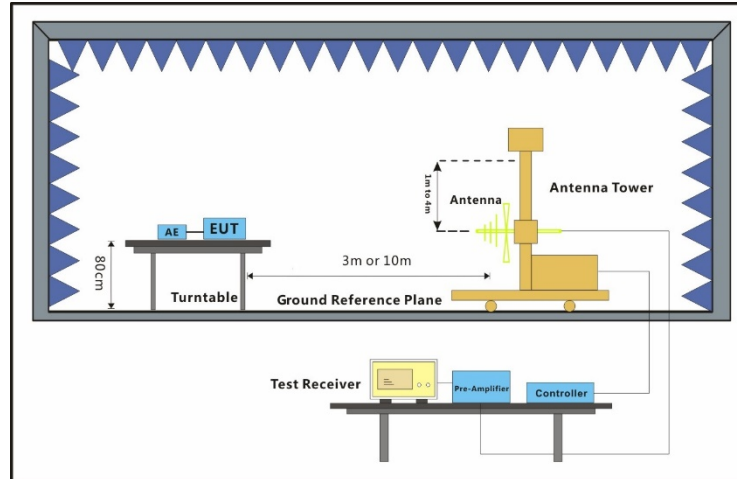 1m to 4m
Antenna
Antenna Tower
AE
EUT
80cm
3m or 10m
Turntable
Ground Reference Plane
Test Receiver
Pre-Amplifier
Controller